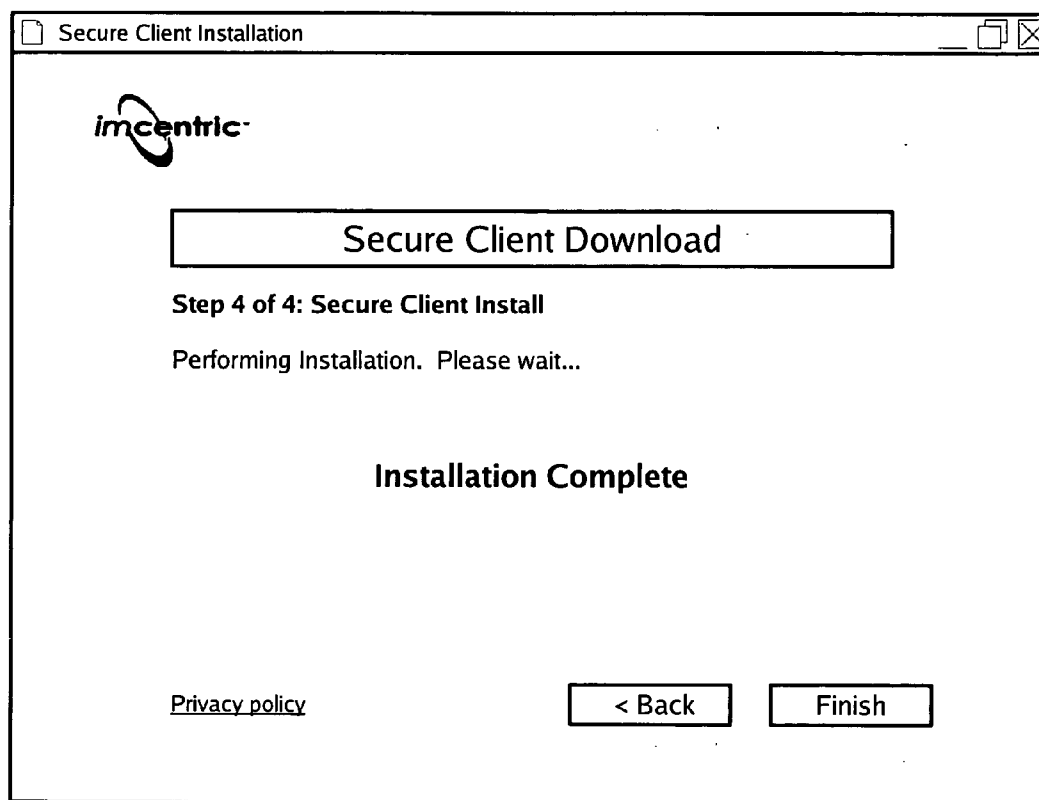 Secure Client Installation
imcentric
Secure Client Download
Step 4 of 4: Secure Client Install
Performing Installation. Please wait...
Installation Complete
Privacy policy
< Back
Finish